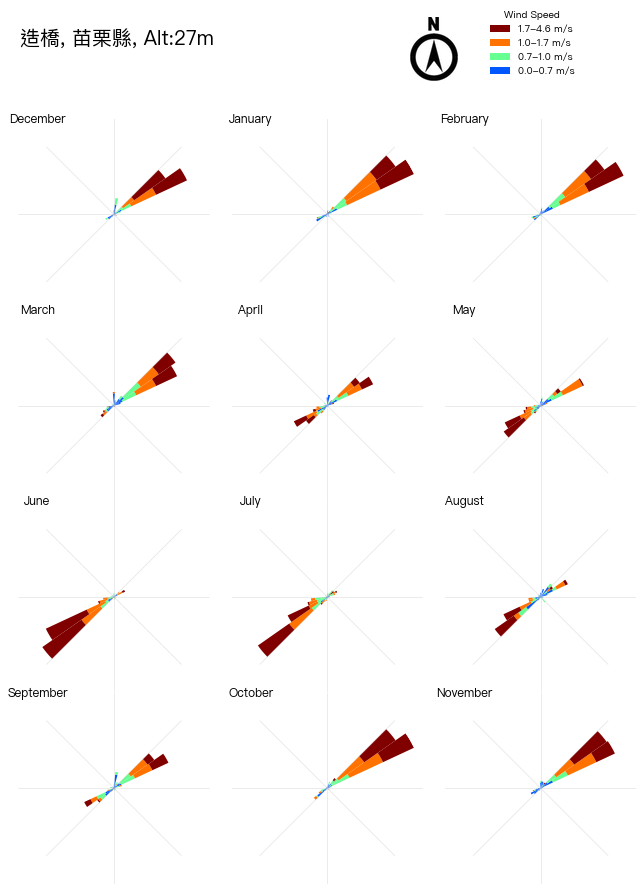 造橋, 苗栗縣, Alt:27m
N
Wind Speed
1.7–4.6 m/s
1.0–1.7 m/s
0.7–1.0 m/s
0.0–0.7 m/s
December
January
February
March
April
May
June
July
August
September
October
November